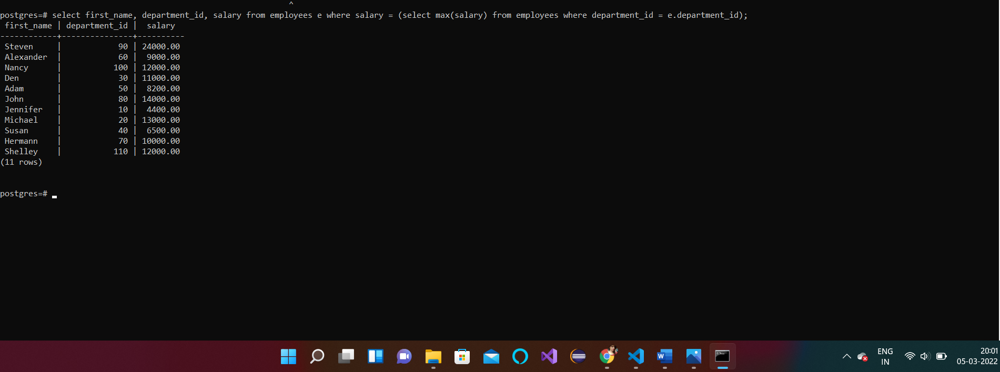 ^
postgres=# select first_name, department_id, salary from employees e where salary = (select max(salary) from employees where department_id = e.department_id);
 first_name | department_id |  salary
------------+---------------+----------
 Steven     |            90 | 24000.00
 Alexander  |            60 |  9000.00
 Nancy      |           100 | 12000.00
 Den        |            30 | 11000.00
 Adam       |            50 |  8200.00
 John       |            80 | 14000.00
 Jennifer   |            10 |  4400.00
 Michael    |            20 | 13000.00
 Susan      |            40 |  6500.00
 Hermann    |            70 | 10000.00
 Shelley    |           110 | 12000.00
(11 rows)
postgres=#
W
ENG
IN
20:01
05-03-2022